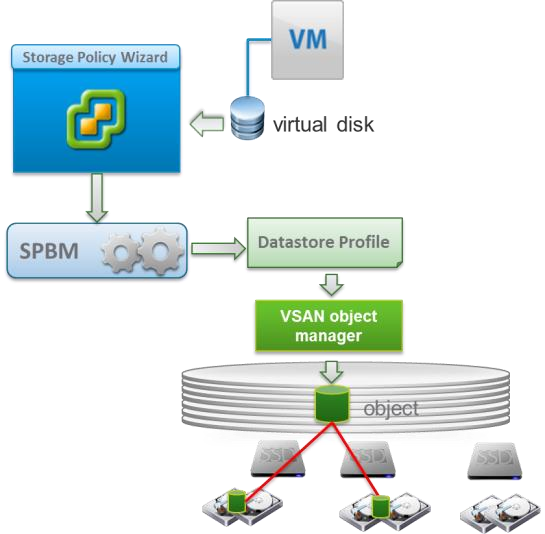 VM
Storage Policy Wizard
virtual disk
SPBM
Datastore Profile
VSAN object
manager
object
SSD
SSD
SSD